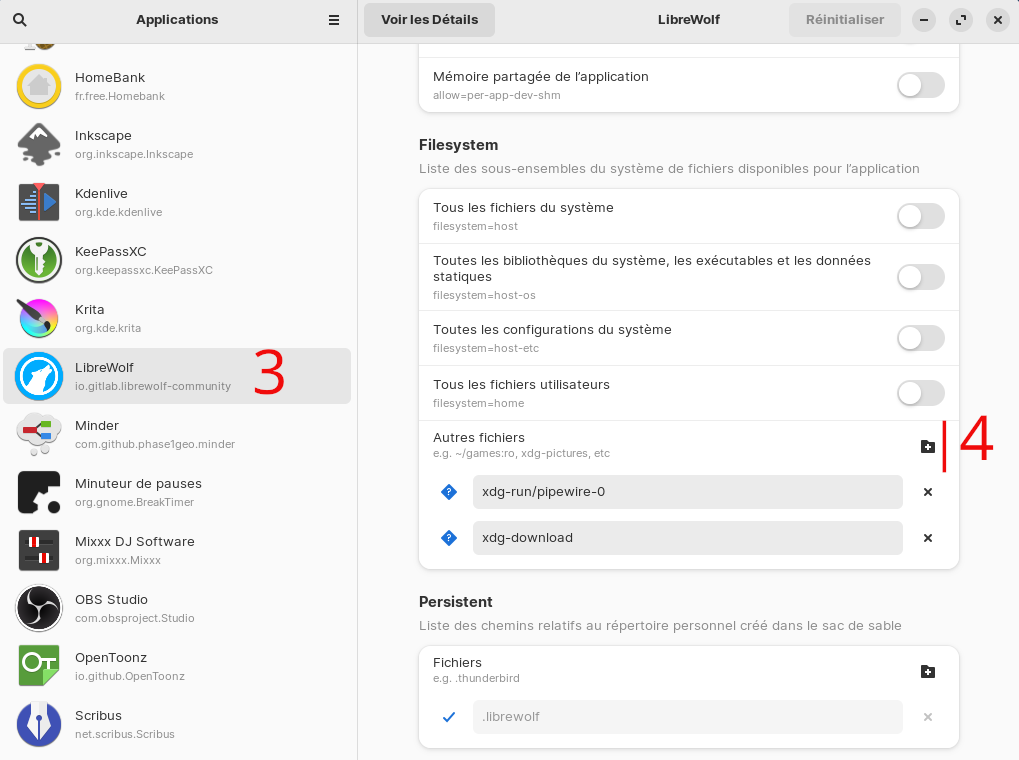 Applications
Voir les Détails
LibreWolf
Réinitialiser
HomeBank
fr.free.Homebank
Inkscape
org.inkscape.Inkscape
Kdenlive
org.kde.kdenlive
KeePassXC
org.keepassxc.KeePassXC
Krita
org.kde.krita
LibreWolf
io.gitlab.librewolf-community
3
Minder
com.github.phase1geo.minder
Minuteur de pauses
org.gnome.BreakTimer
Mixxx DJ Software
org.mixxx.Mixxx
OBS Studio
com.obsproject.Studio
OpenToonz
io.github.OpenToonz
Scribus
net.scribus.Scribus
Mémoire partagée de l’application
allow=per-app-dev-shm
Filesystem
Liste des sous-ensembles du système de fichiers disponibles pour l’application
Tous les fichiers du système
filesystem=host
Toutes les bibliothèques du système, les exécutables et les données
statiques
filesystem=host-os
Toutes les configurations du système
filesystem=host-etc
Tous les fichiers utilisateurs
filesystem=home
Autres fichiers
e.g. ~/games:ro, xdg-pictures, etc
4
xdg-run/pipewire-0
xdg-download
Persistent
Liste des chemins relatifs au répertoire personnel créé dans le sac de sable
Fichiers
e.g. .thunderbird
.librewolf